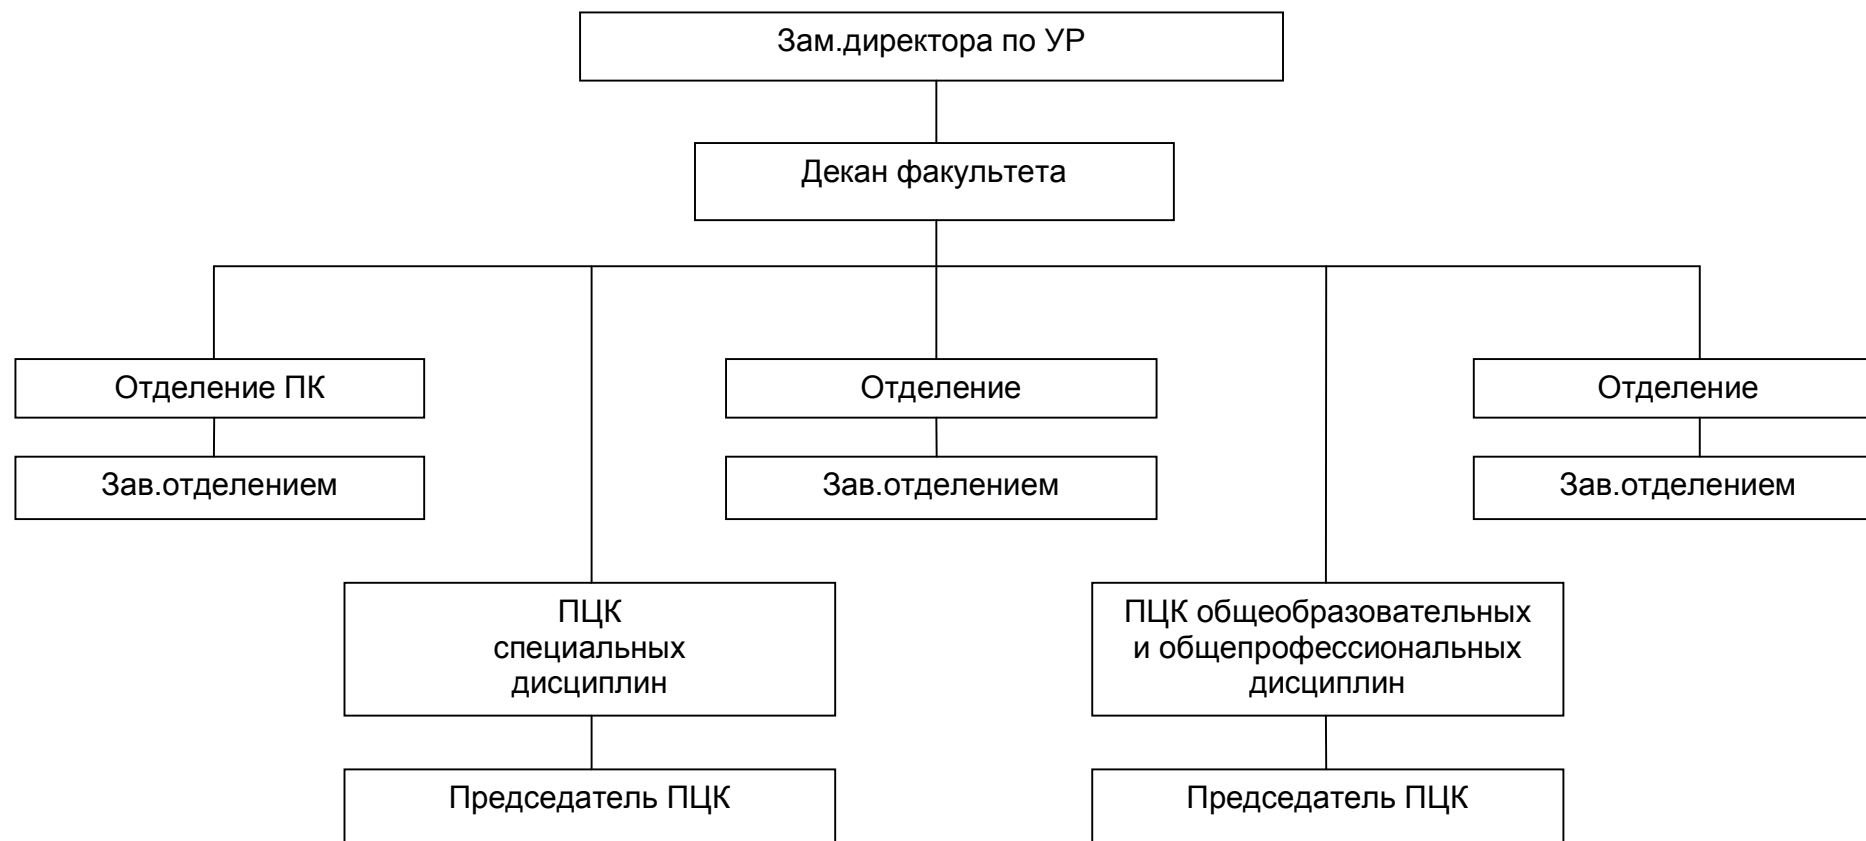 Зам.директора по УР
Декан факультета
Отделение ПК
Отделение
Отделение
Зав.отделением
Зав.отделением
Зав.отделением
ПЦК
специальных
дисциплин
ПЦК общеобразовательных
и общепрофессиональных
дисциплин
Председатель ПЦК
Председатель ПЦК